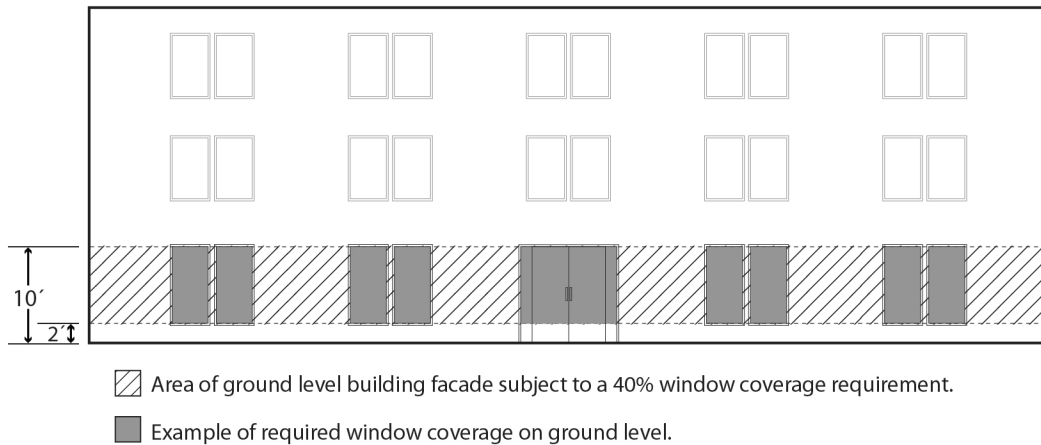 10´
2´
Area of ground level building facade subject to a 40% window coverage requirement.
Example of required window coverage on ground level.